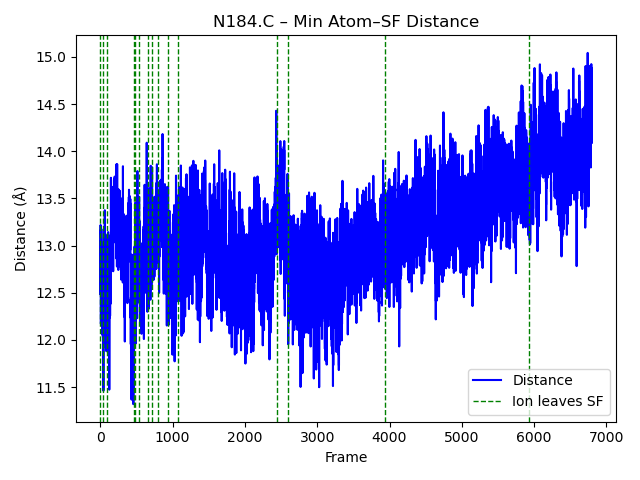 N184.C – Min Atom–SF Distance
15.0
14.5
14.0
13.5
13.0
12.5
12.0
11.5
Distance (Å)
Distance
Ion leaves SF
0 1000 2000 3000 4000 5000 6000 7000
Frame